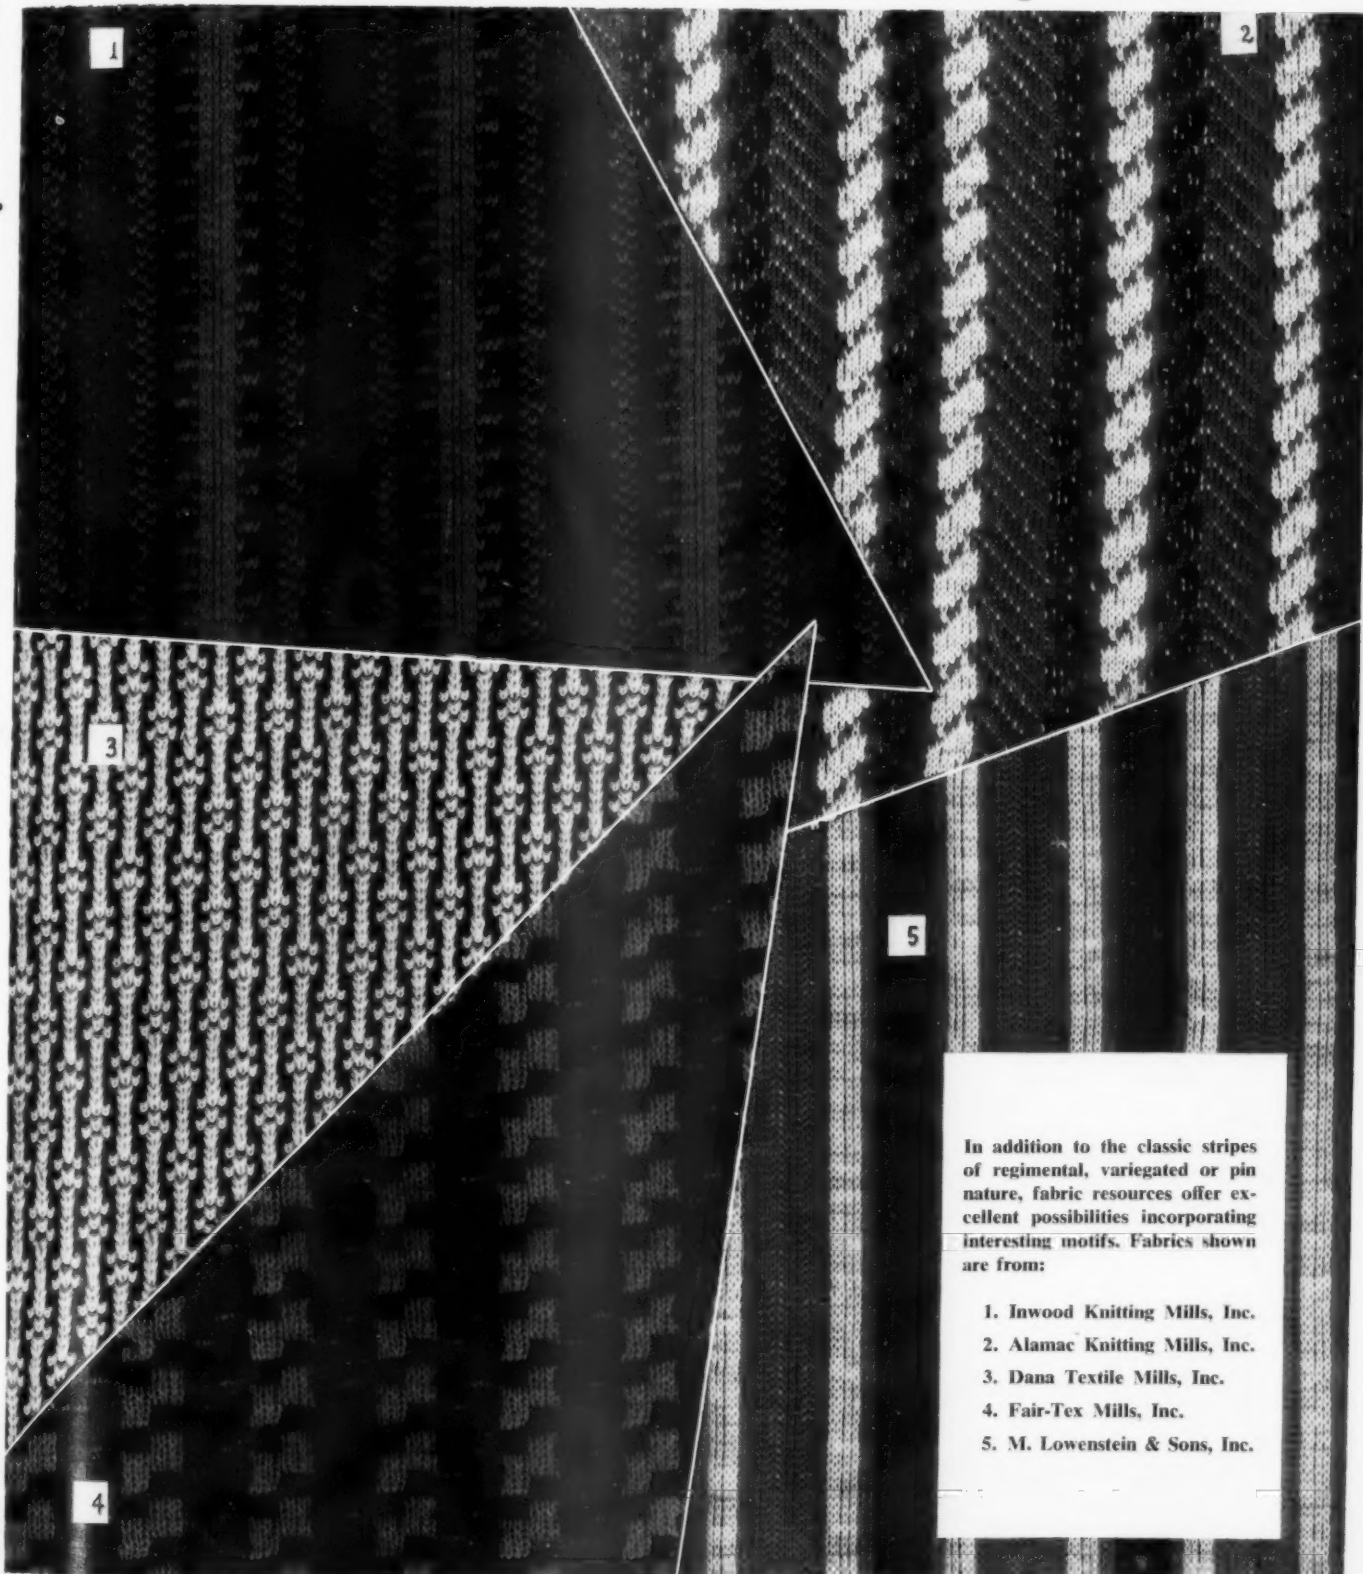 1
2
3
5
In addition to the classic stripes
of regimental, variegated or pin
nature, fabric resources offer ex-
cellent possibilities incorporating
interesting motifs. Fabrics shown
are from:
1. Inwood Knitting Mills, Inc.
2. Alamac Knitting Mills, Inc.
3. Dana Textile Mills, Inc.
4. Fair-Tex Mills, Inc.
5. M. Lowenstein & Sons, Inc.
4